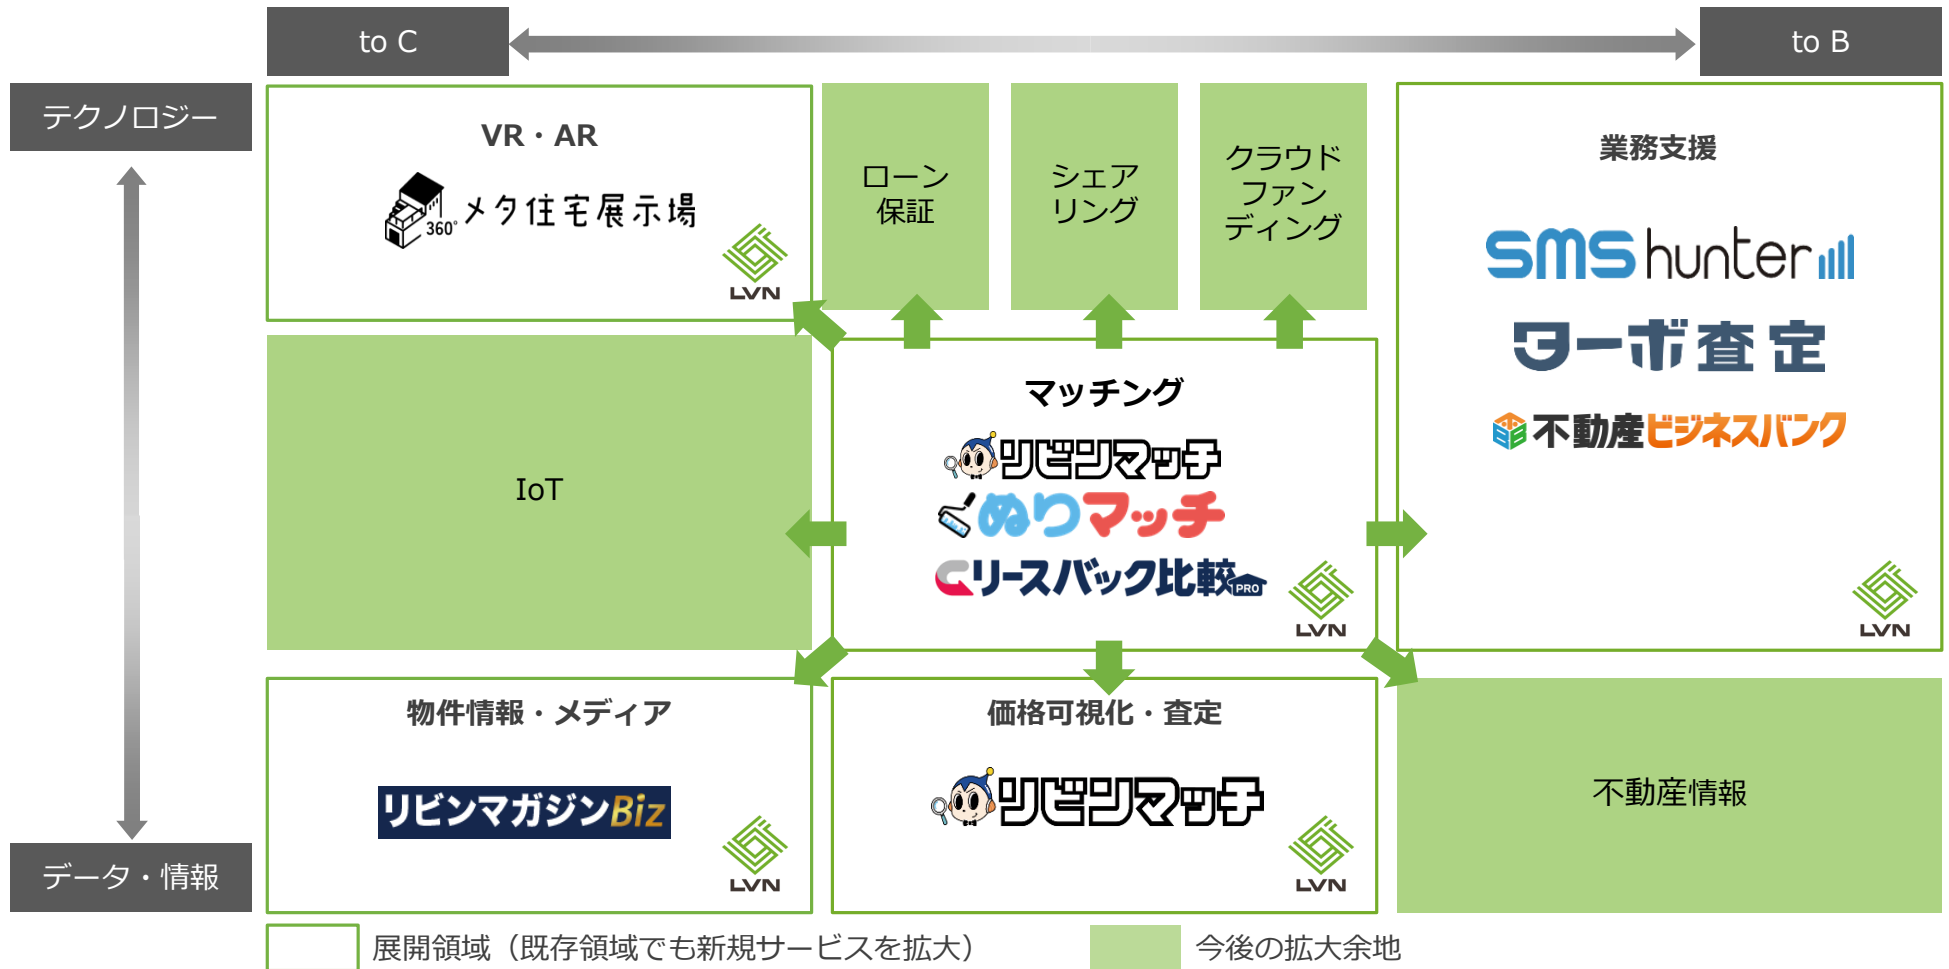 to C
to B
テクノロジー
データ・情報
VR・AR
360°
メタ住宅展示場
LVN
ローン
保証
シェア
リング
クラウド
ファン
ディング
業務支援
SMS hunter
ターボ査定
不動産ビジネスバンク
LVN
IoT
マッチング
リビンマッチ
ぬりマッチ
リースバック比較PRO
LVN
物件情報・メディア
リビンマガジンBiz
LVN
価格可視化・査定
リビンマッチ
LVN
不動産情報
展開領域（既存領域でも新規サービスを拡大）
今後の拡大余地